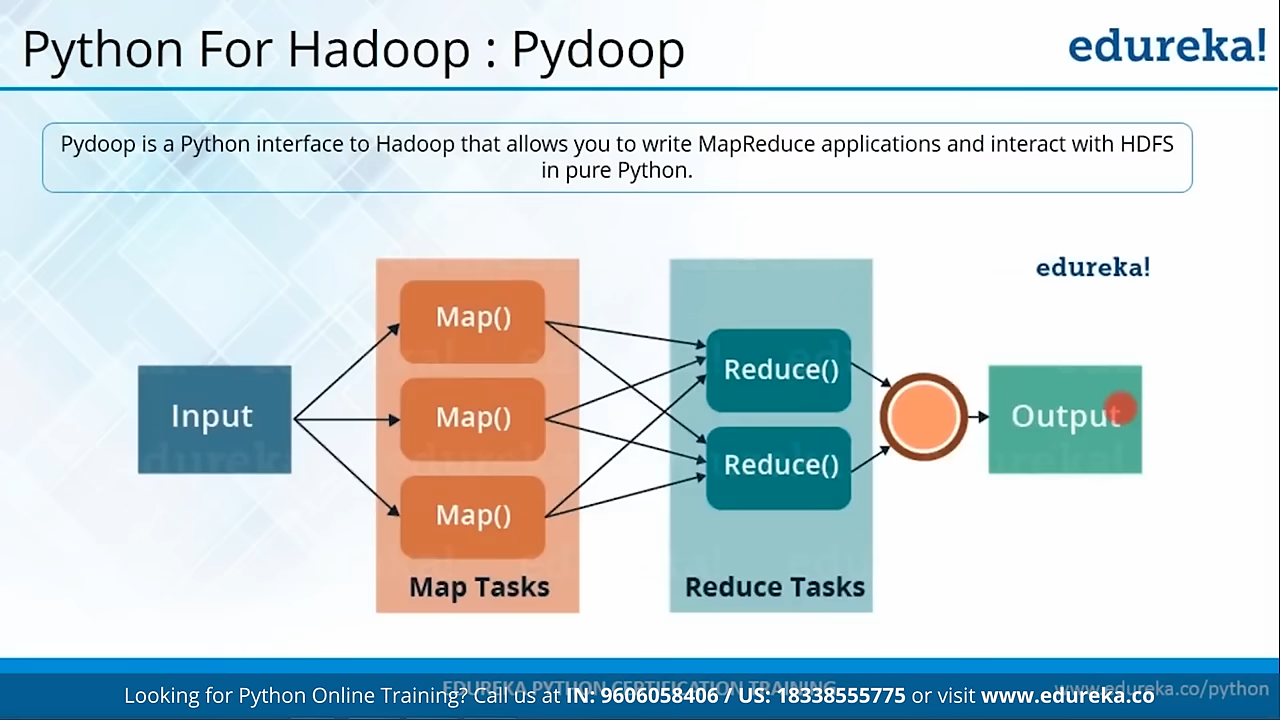 Python For Hadoop : Pydoop
edureka!
Pydoop is a Python interface to Hadoop that allows you to write MapReduce applications and interact with HDFS
in pure Python.
edureka!
Map()
Reduce()
Input
Map()
Output
Reduce()
Map()
Map Tasks
Reduce Tasks
EDUREKA PYTHON CERTIFICATION TRAINING
www.edureka.co/python
Looking for Python Online Training? Call us at IN: 9606058406 / US: 18338555775 or visit www.edureka.co